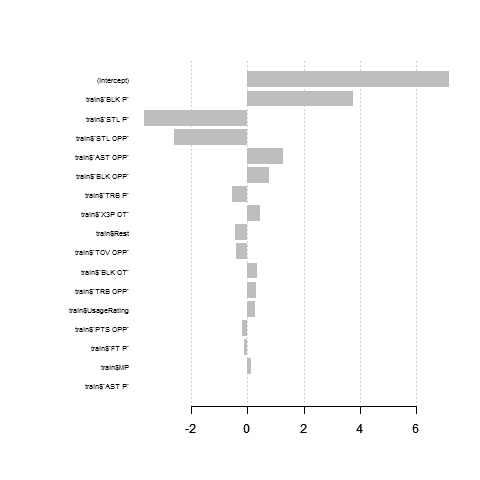 (Intercept)
train$`BLK P`
train$`STL P`
train$`STL OPP`
train$`AST OPP`
train$`BLK OPP`
train$`TRB P`
train$`X3P OT`
train$Rest
train$`TOV OPP`
train$`BLK OT`
train$`TRB OPP`
train$UsageRating
train$`PTS OPP`
train$`FT P`
train$MP
train$`AST P`
-2 0 2 4 6